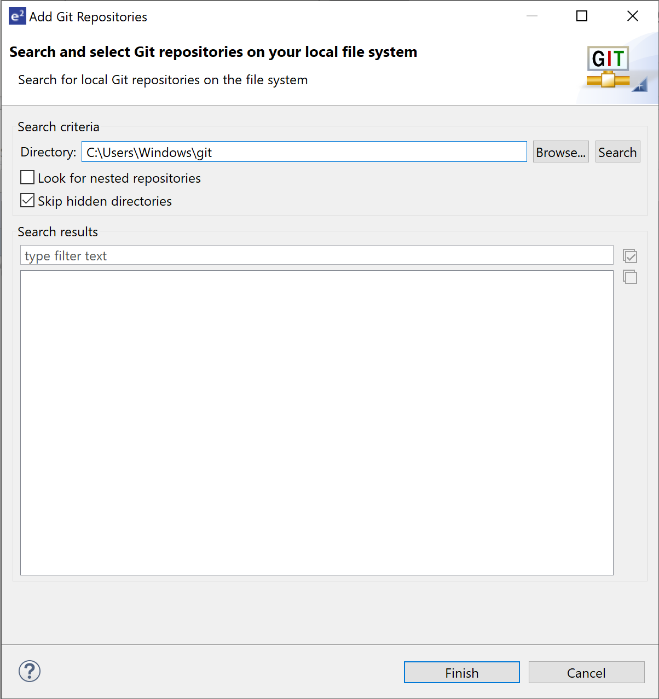 e² Add Git Repositories
Search and select Git repositories on your local file system
Search for local Git repositories on the file system
GIT
Search criteria
Directory: C:\Users\Windows\git Browse... Search
Look for nested repositories
Skip hidden directories
Search results
type filter text
? Finish Cancel